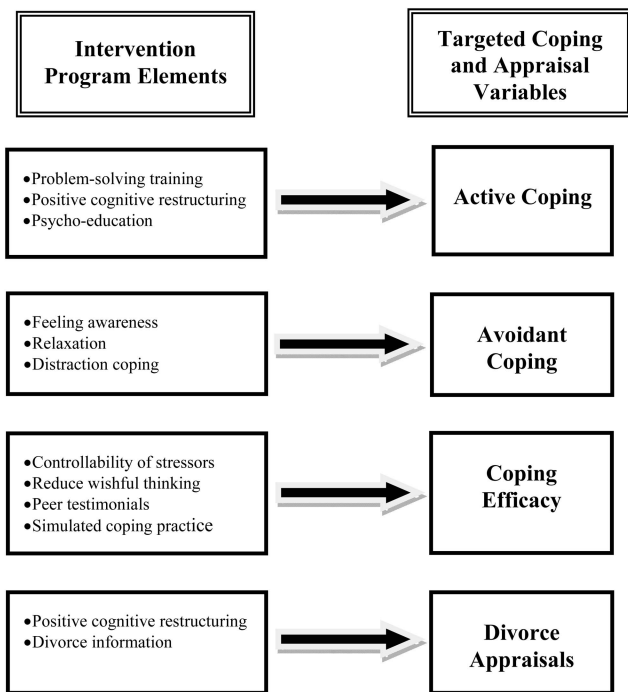 Intervention
Program Elements
Targeted Coping
and Appraisal
Variables
•Problem-solving training
•Positive cognitive restructuring
•Psycho-education
Active Coping
•Feeling awareness
•Relaxation
•Distraction coping
Avoidant
Coping
•Controllability of stressors
•Reduce wishful thinking
•Peer testimonials
•Simulated coping practice
Coping
Efficacy
•Positive cognitive restructuring
•Divorce information
Divorce
Appraisals